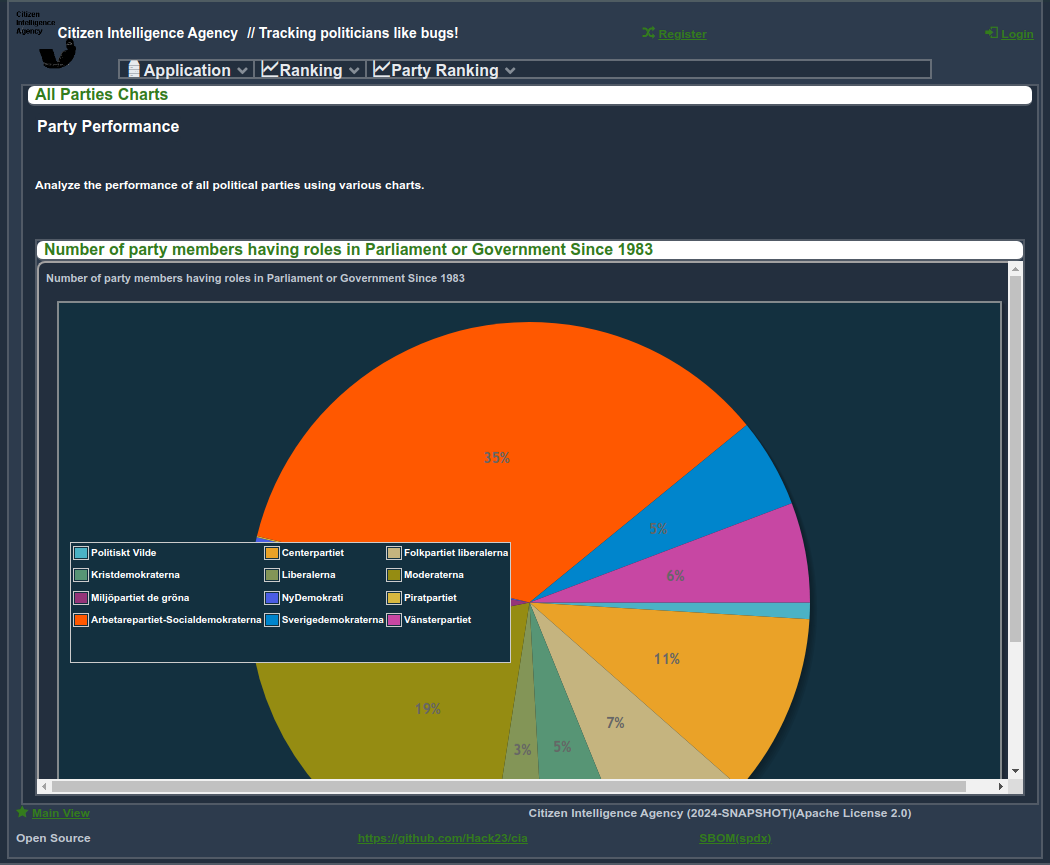 Citizen
Intelligence
Agency
Citizen Intelligence Agency // Tracking politicians like bugs!
Register
Login
Application
Ranking
Party Ranking
All Parties Charts
Party Performance
Analyze the performance of all political parties using various charts.
Number of party members having roles in Parliament or Government Since 1983
Number of party members having roles in Parliament or Government Since 1983
35%
5%
6%
Politiskt Vilde Centerpartiet Folkpartiet liberalerna
Kristdemokraterna Liberalerna Moderaterna
Miljöpartiet de gröna NyDemokrati Piratpartiet
Arbetarepartiet-Socialdemokraterna Sverigedemokraterna Vänsterpartiet
11%
19%
7%
3%
5%
Main View
Citizen Intelligence Agency (2024-SNAPSHOT)(Apache License 2.0)
Open Source
https://github.com/Hack23/cia
SBOM(spdx)